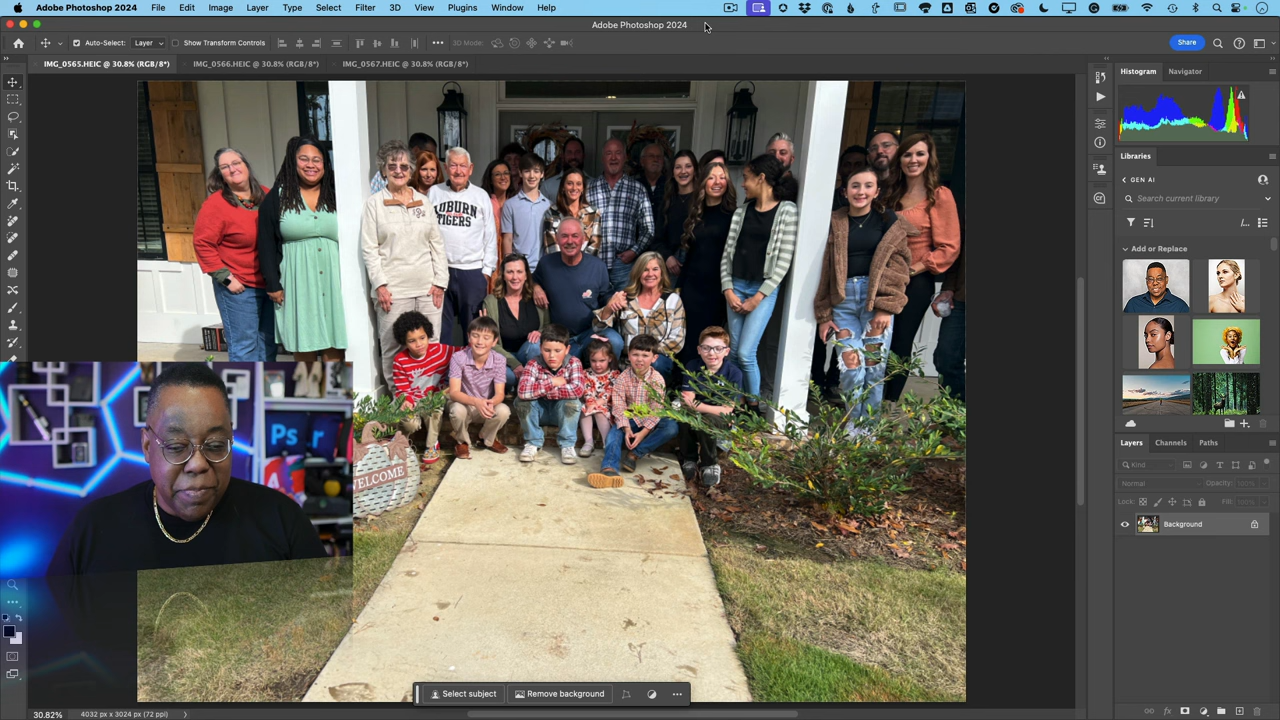 Adobe Photoshop 2024 File Edit Image Layer Type Select Filter 3D View Plugins Window Help
Adobe Photoshop 2024
Auto-Select: Layer Show Transform Controls 3D Mode: Share
IMG_0565.HEIC @ 30.8% (RGB/8*) IMG_0566.HEIC @ 30.8% (RGB/8*) IMG_0567.HEIC @ 30.8% (RGB/8*)
Histogram Navigator
Libraries
GEN AI
Search current library
Add or Replace
AUBURN
TIGERS
WELCOME
Ps
Layers Channels Paths
Kind
Normal Opacity: 100%
Lock: Fill:
Background
Select subject Remove background
30.82% 4032 px x 3024 px (72 ppi)